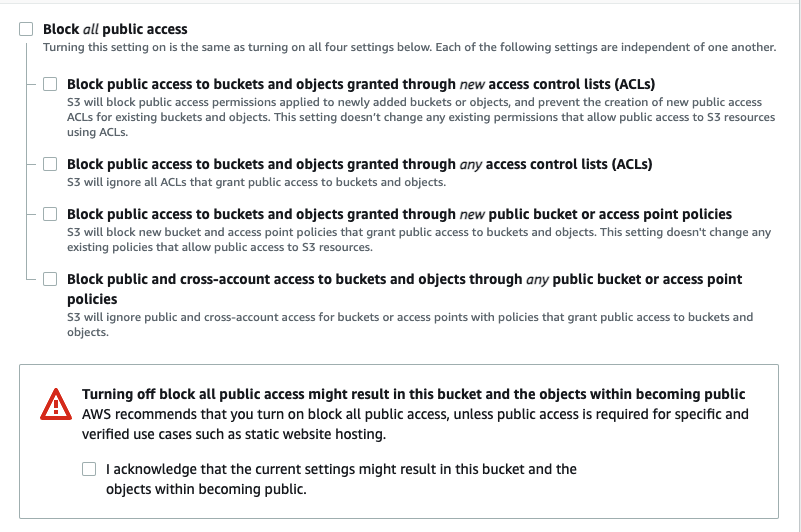 Block all public access
Turning this setting on is the same as turning on all four settings below. Each of the following settings are independent of one another.
Block public access to buckets and objects granted through new access control lists (ACLs)
S3 will block public access permissions applied to newly added buckets or objects, and prevent the creation of new public access
ACLs for existing buckets and objects. This setting doesn’t change any existing permissions that allow public access to S3 resources
using ACLs.
Block public access to buckets and objects granted through any access control lists (ACLs)
S3 will ignore all ACLs that grant public access to buckets and objects.
Block public access to buckets and objects granted through new public bucket or access point policies
S3 will block new bucket and access point policies that grant public access to buckets and objects. This setting doesn't change any
existing policies that allow public access to S3 resources.
Block public and cross-account access to buckets and objects through any public bucket or access point
policies
S3 will ignore public and cross-account access for buckets or access points with policies that grant public access to buckets and
objects.
Turning off block all public access might result in this bucket and the objects within becoming public
AWS recommends that you turn on block all public access, unless public access is required for specific and
verified use cases such as static website hosting.
I acknowledge that the current settings might result in this bucket and the
objects within becoming public.